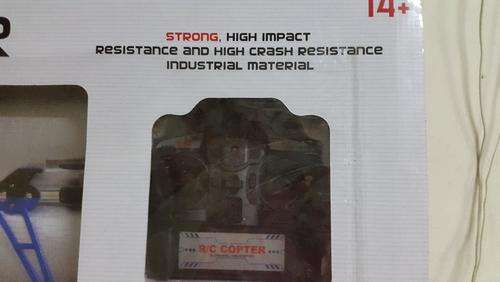 14+
STRONG, HIGH IMPACT
RESISTANCE AND HIGH CRASH RESISTANCE
INDUSTRIAL MATERIAL
R/C COPTER